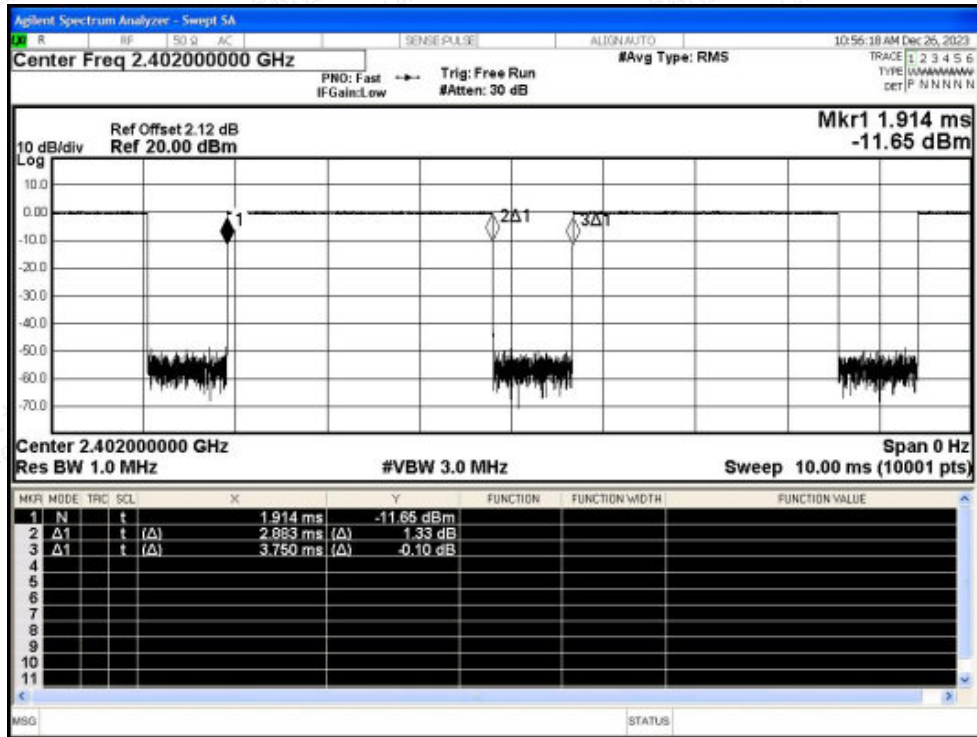 Agilent Spectrum Analyzer - Swept SA
R RF 50 Ω AC SENSE:PULSE ALIGN AUTO 10:56:18 AM Dec 26, 2023
Center Freq 2.402000000 GHz #Avg Type: RMS TRACE 1 2 3 4 5 6
PNO: Fast Trig: Free Run TYPE
IFGain:Low #Atten: 30 dB DET P N N N N N
Mkr1 1.914 ms
Ref Offset 2.12 dB
10 dB/div Ref 20.00 dBm -11.65 dBm
Log
10.0
0.00
1 2Δ1 3Δ1
-10.0
-20.0
-30.0
-40.0
-50.0
-60.0
-70.0
Center 2.402000000 GHz Span 0 Hz
Res BW 1.0 MHz #VBW 3.0 MHz Sweep 10.00 ms (10001 pts)
MKR MODE TRC SCL X Y FUNCTION FUNCTION WIDTH FUNCTION VALUE
1 N t 1.914 ms -11.65 dBm
2 Δ1 t (Δ) 2.883 ms (Δ) 1.33 dB
3 Δ1 t (Δ) 3.750 ms (Δ) -0.10 dB
4
5
6
7
8
9
10
11
MSG STATUS